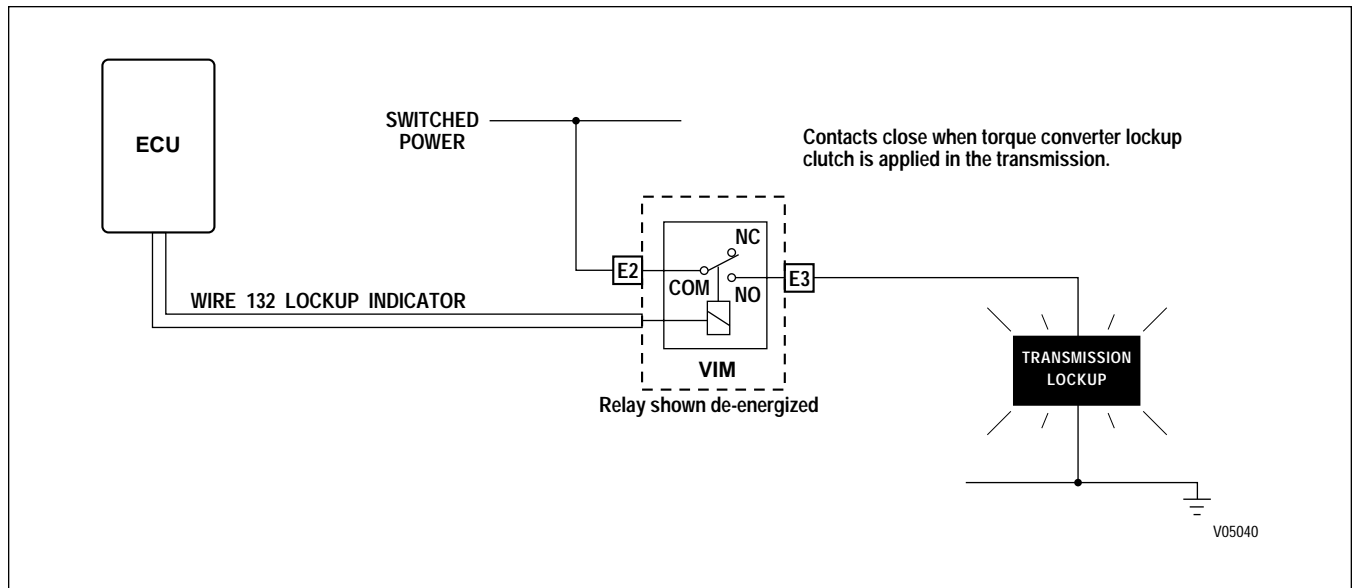 ECU
SWITCHED
POWER
Contacts close when torque converter lockup
clutch is applied in the transmission.
NC
E2
COM
NO
E3
WIRE 132 LOCKUP INDICATOR
VIM
Relay shown de-energized
TRANSMISSION
LOCKUP
V05040